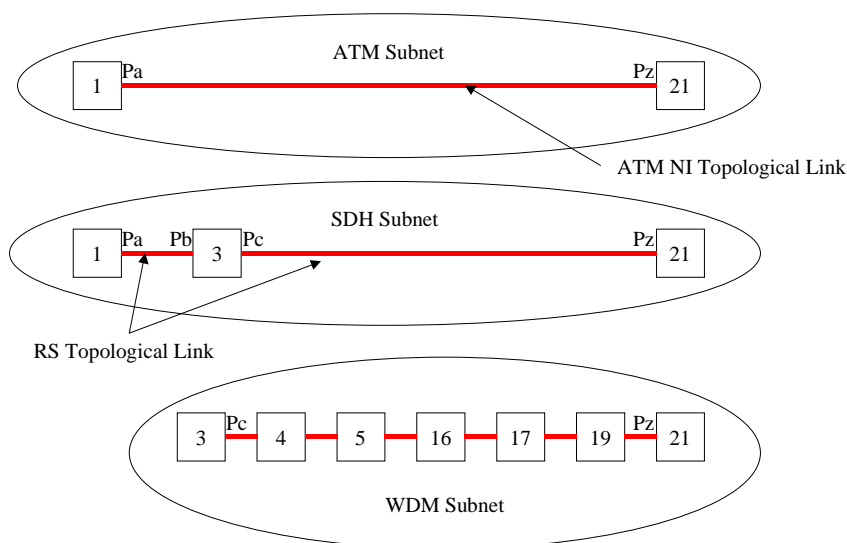 ATM Subnet
1 Pa Pz 21
ATM NI Topological Link
SDH Subnet
1 Pa Pb 3 Pc Pz 21
RS Topological Link
3 Pc 4 5 16 17 19 Pz 21
WDM Subnet